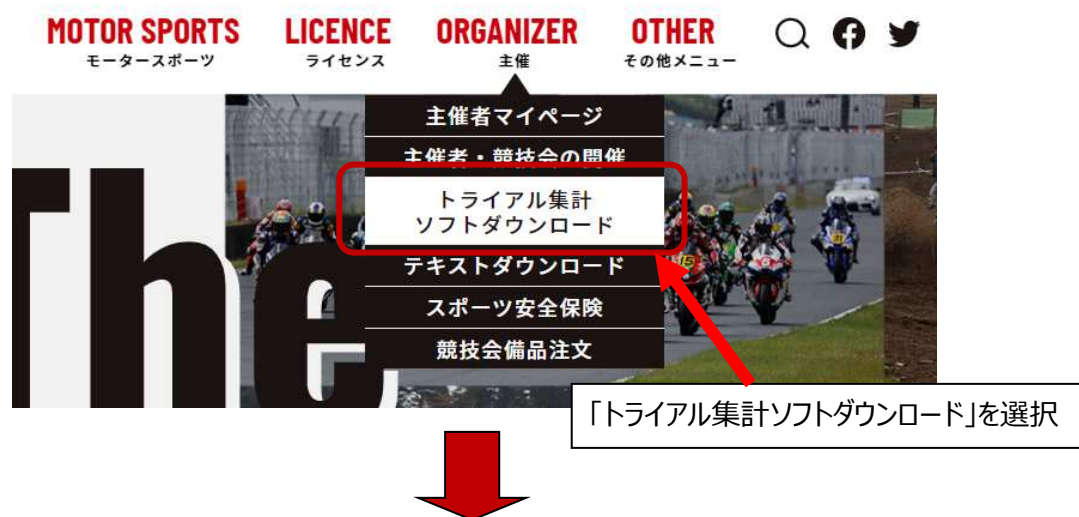 MOTOR SPORTS LICENCE ORGANIZER OTHER
モータースポーツ ライセンス 主催 その他メニュー
主催者マイページ
主催者・競技会の開催
トライアル集計
ソフトダウンロード
テキストダウンロード
スポーツ安全保険
競技会備品注文
The
15
「トライアル集計ソフトダウンロード」を選択